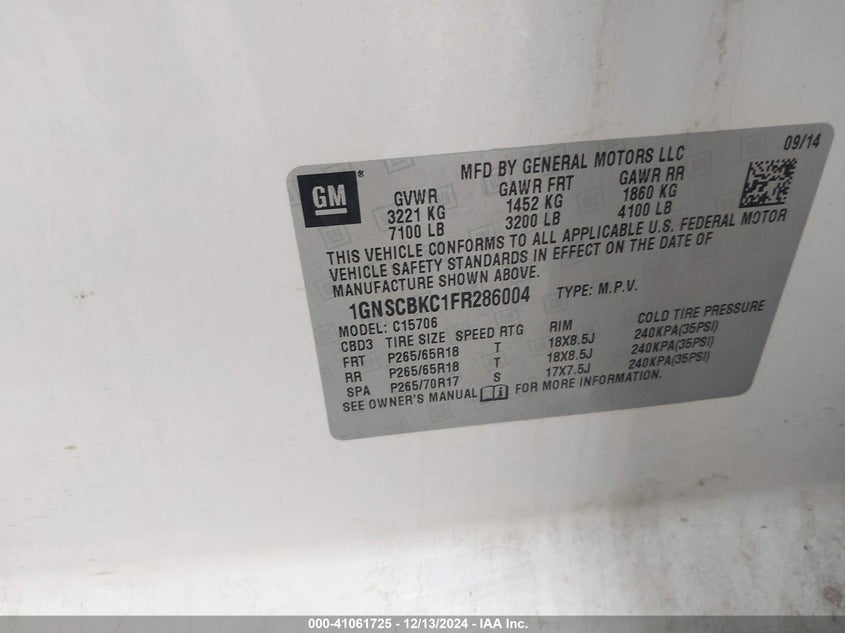 09/14
MFD BY GENERAL MOTORS LLC
GM®
GVWR GAWR FRT GAWR RR
3221 KG 1452 KG 1860 KG
7100 LB 3200 LB 4100 LB
THIS VEHICLE CONFORMS TO ALL APPLICABLE U.S. FEDERAL MOTOR
VEHICLE SAFETY STANDARDS IN EFFECT ON THE DATE OF
MANUFACTURE SHOWN ABOVE.
1GNSCBKC1FR286004 TYPE: M.P.V.
MODEL: C15706
CBD3 TIRE SIZE SPEED RTG RIM COLD TIRE PRESSURE
FRT P265/65R18 T 18X8.5J 240KPA(35PSI)
RR P265/65R18 T 18X8.5J 240KPA(35PSI)
SPA P265/70R17 S 17X7.5J 240KPA(35PSI)
SEE OWNER'S MANUAL FOR MORE INFORMATION.
000-41061725 - 12/13/2024 - IAA Inc.